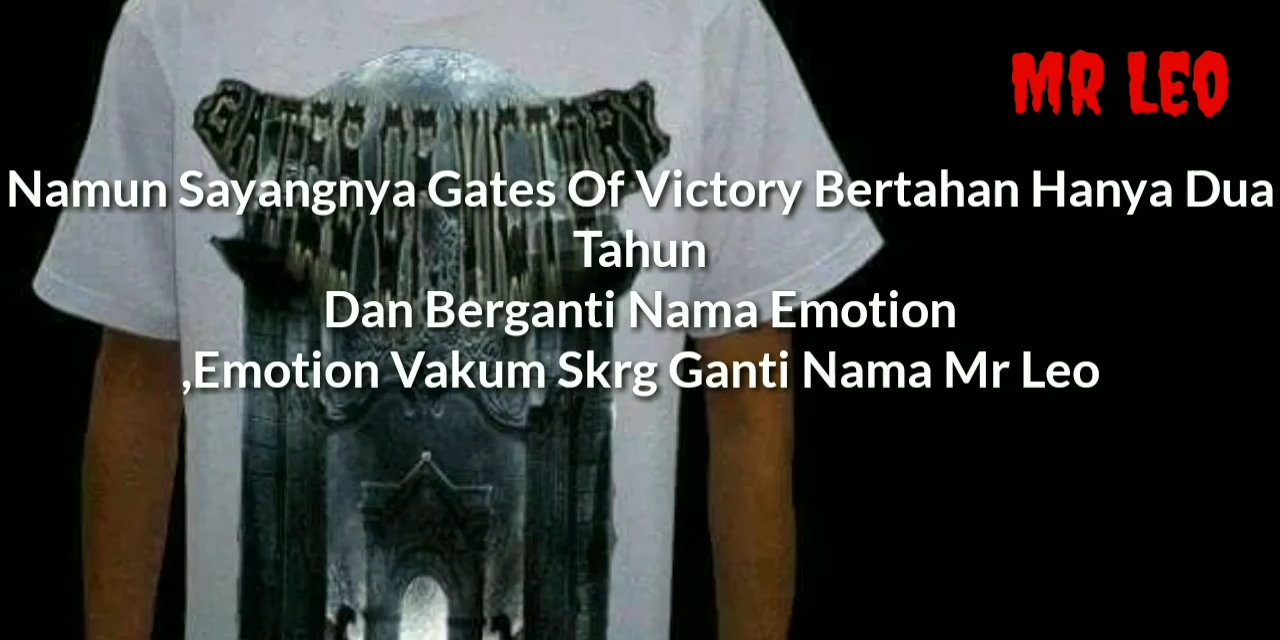 MR LEO
Namun Sayangnya Gates Of Victory Bertahan Hanya Dua
Tahun
Dan Berganti Nama Emotion
,Emotion Vakum Skrg Ganti Nama Mr Leo